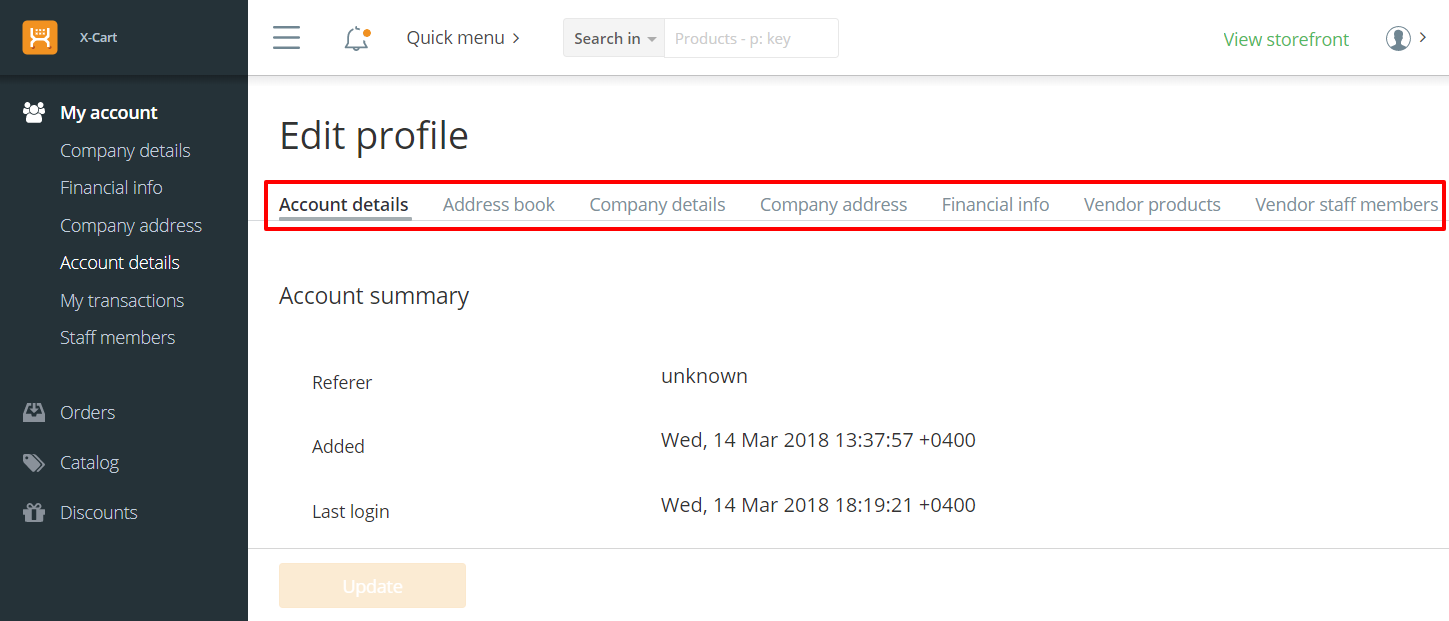 X-Cart
Quick menu
Search in
Products - p: key
View storefront
My account
Company details
Financial info
Company address
Account details
My transactions
Staff members
Orders
Catalog
Discounts
Edit profile
Account details Address book Company details Company address Financial info Vendor products Vendor staff members
Account summary
Referer unknown
Added Wed, 14 Mar 2018 13:37:57 +0400
Last login Wed, 14 Mar 2018 18:19:21 +0400
Update